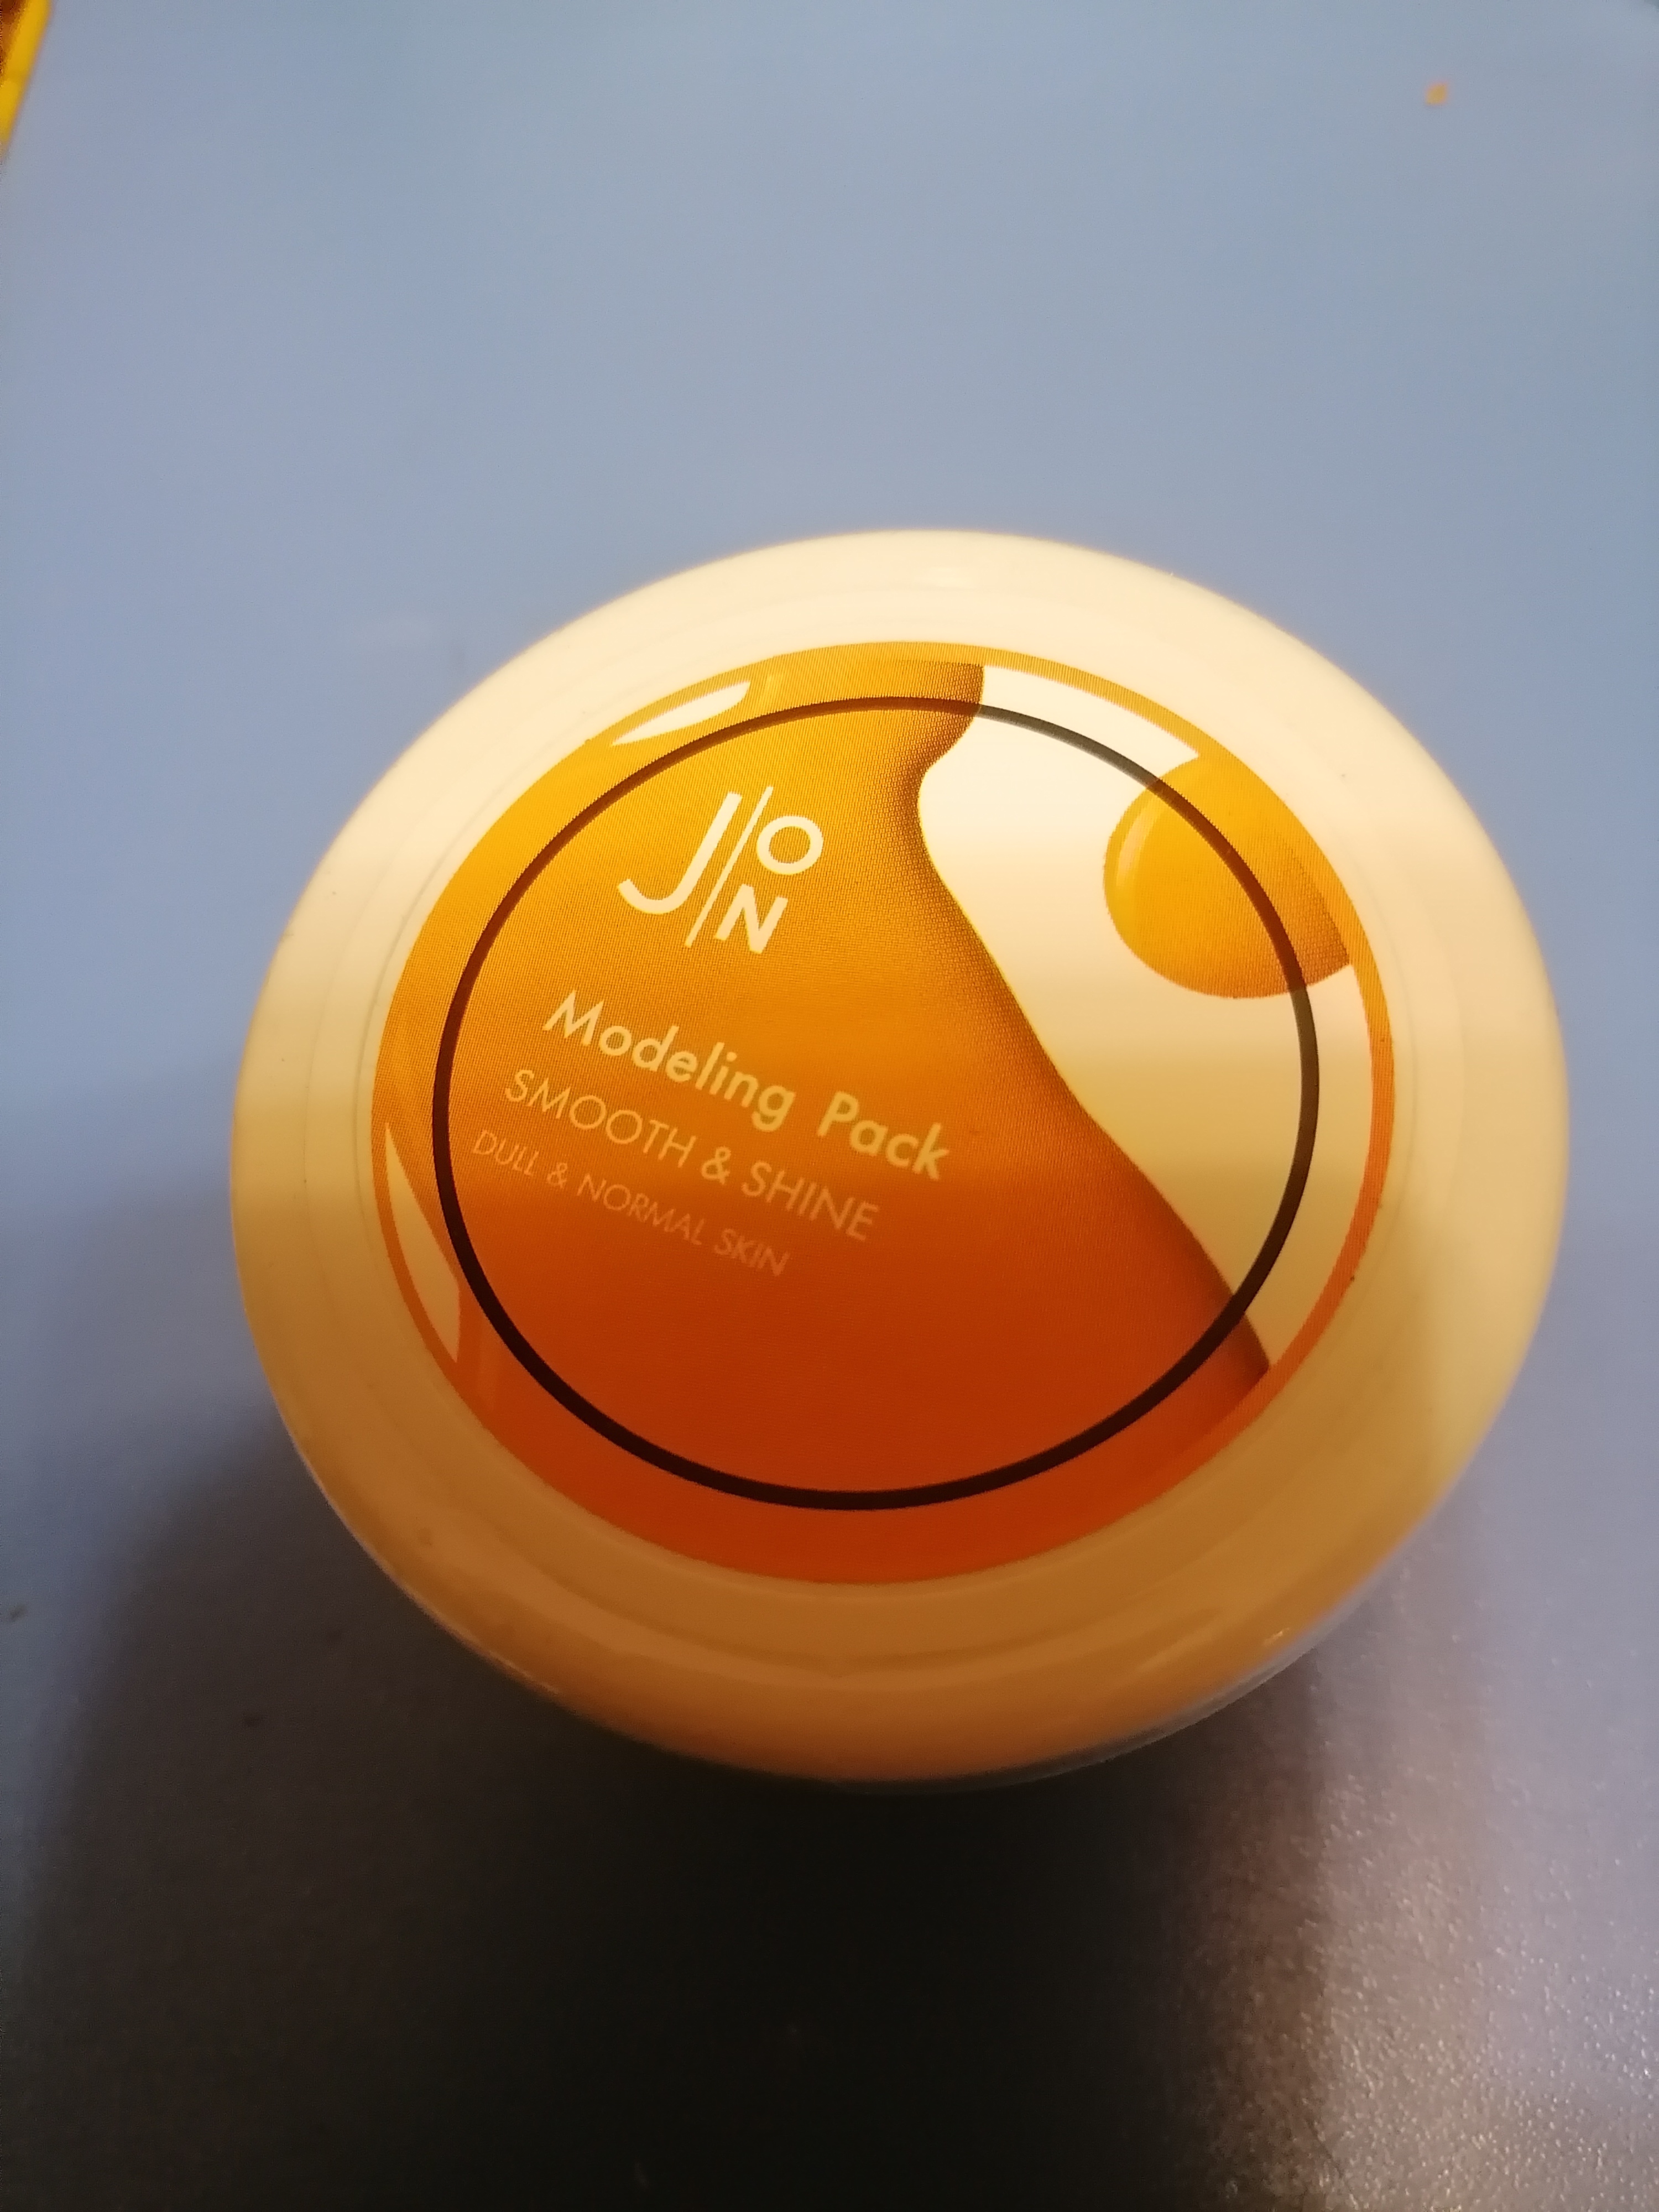 J|ON
Modeling Pack
SMOOTH & SHINE
DULL & NORMAL SKIN